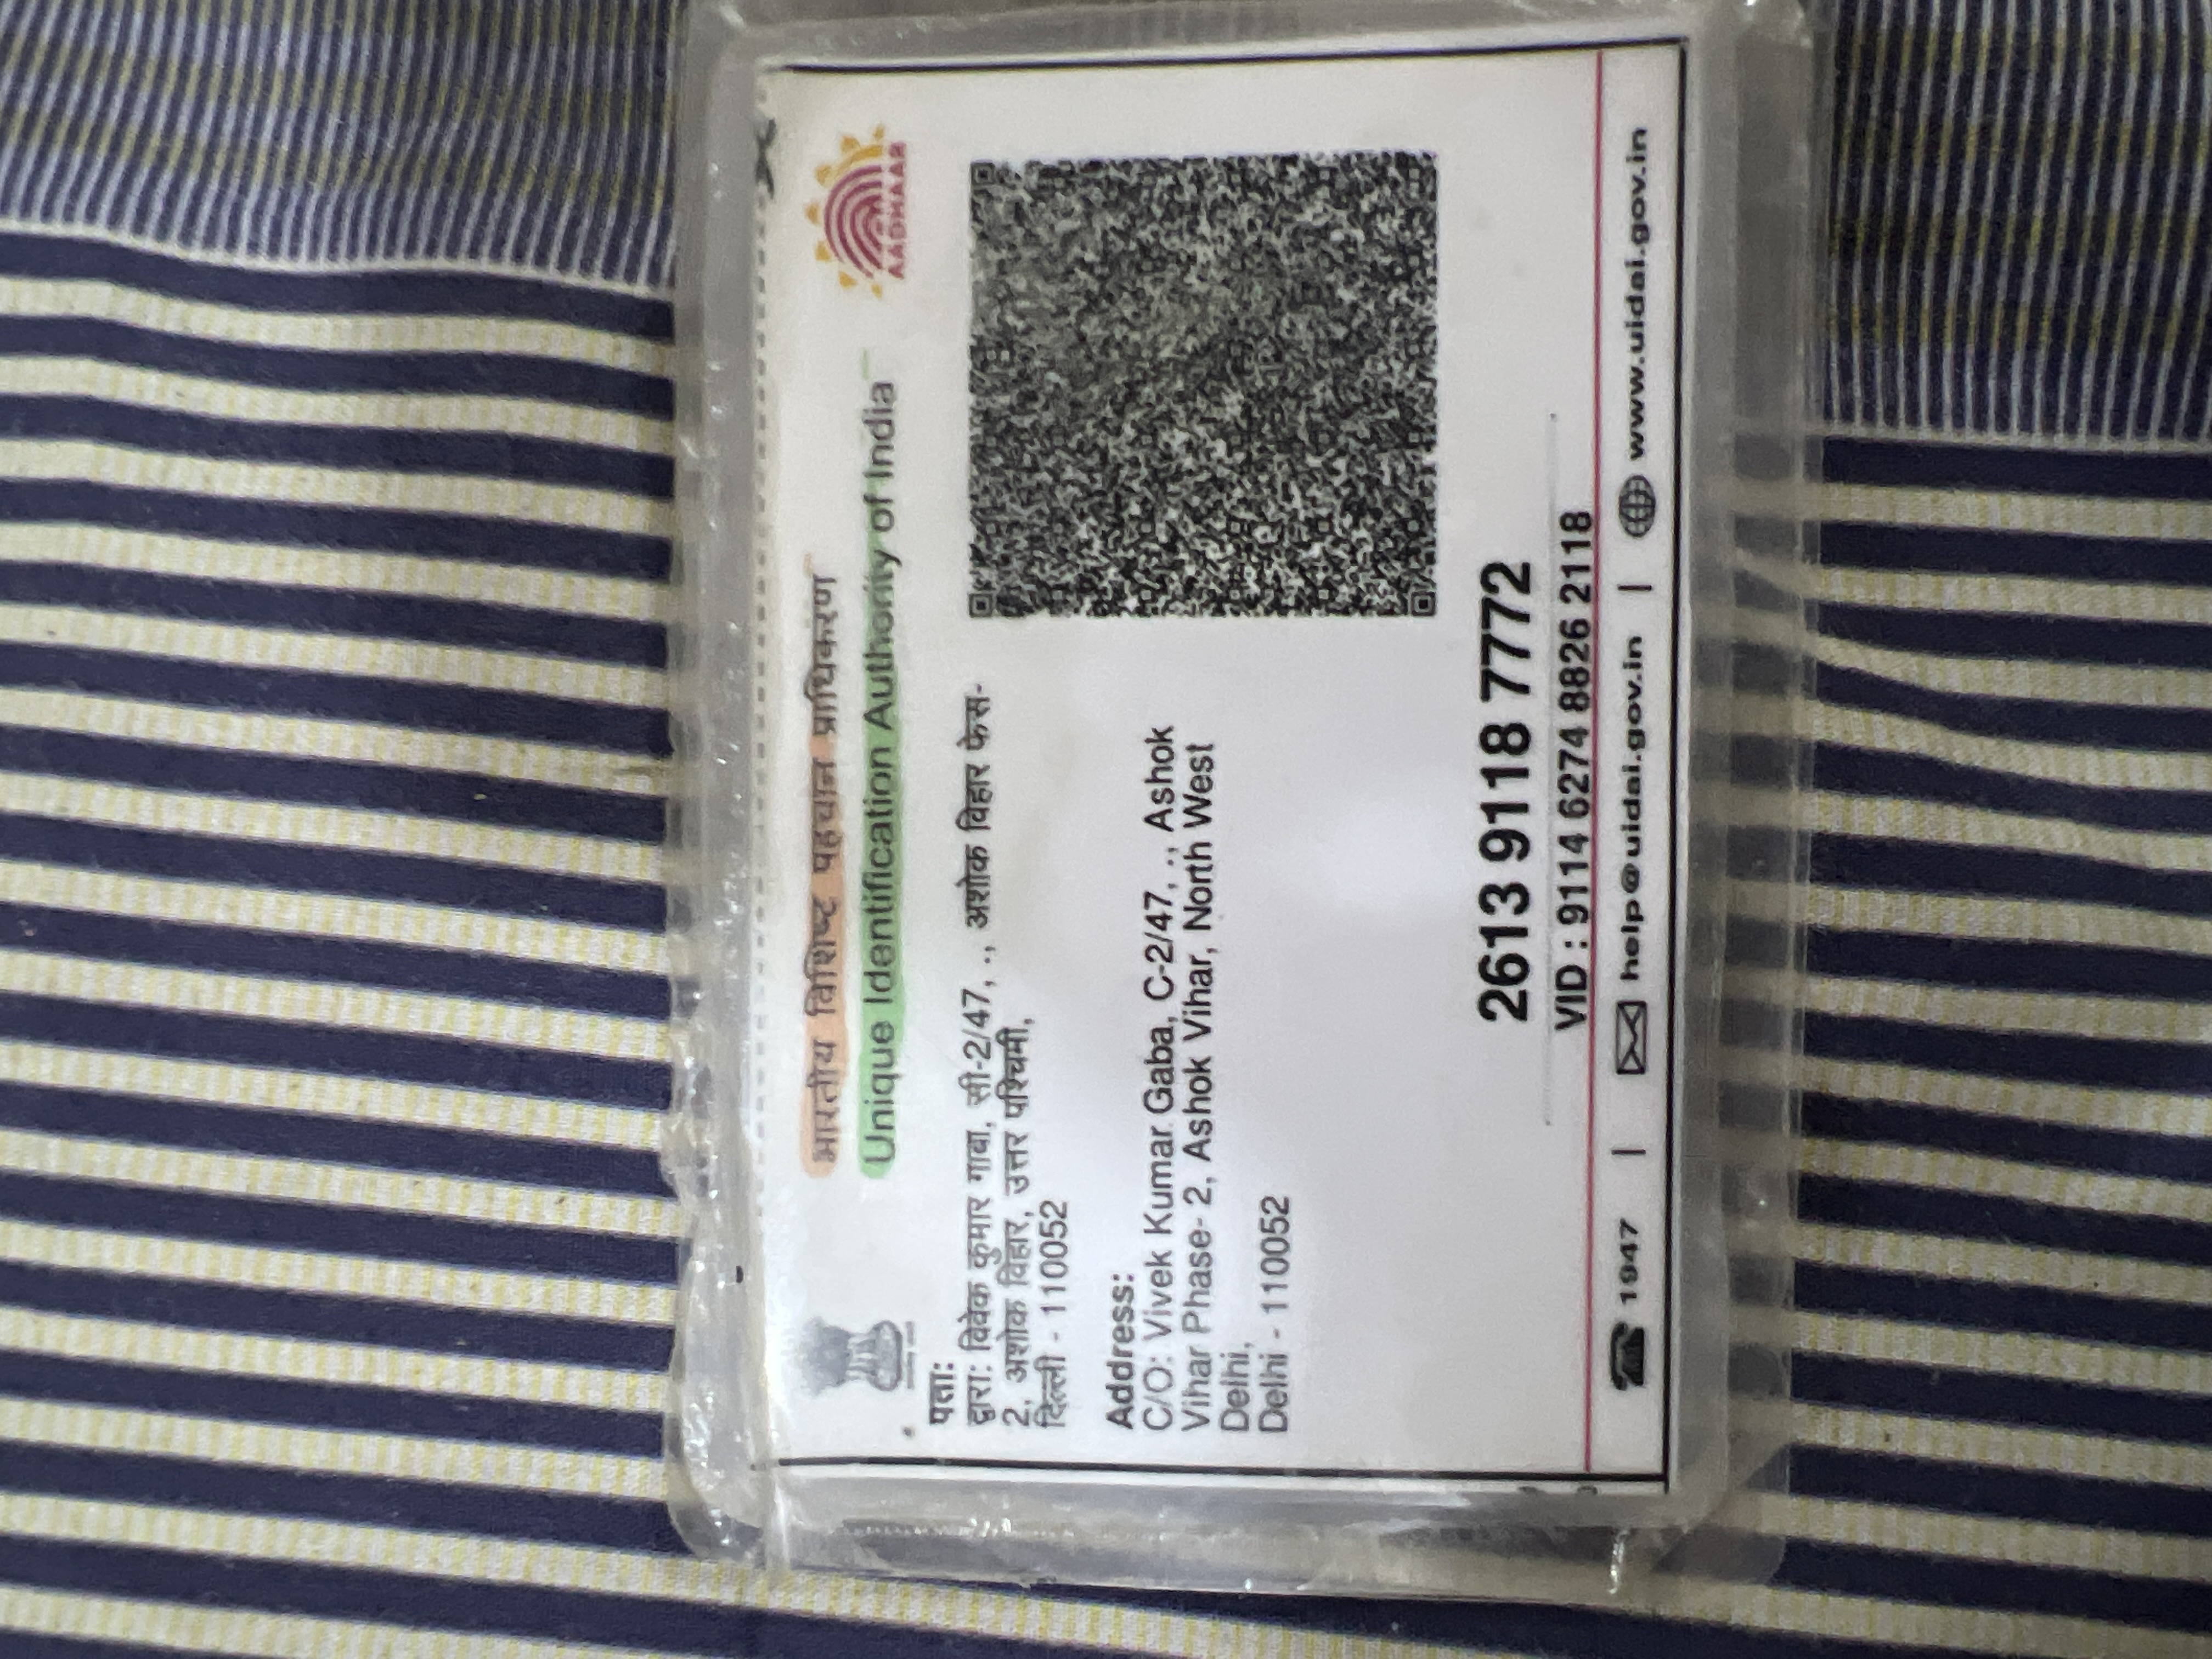 भारतीय विशिष्ट पहचान प्राधिकरण
Unique Identification Authority of India
AADHAAR
पता:
द्वारा: विवेक कुमार गाबा, सी-2/47, ., अशोक विहार फेस-
2, अशोक विहार, उत्तर पश्चिमी,
दिल्ली - 110052
Address:
C/O: Vivek Kumar Gaba, C-2/47, ., Ashok
Vihar Phase- 2, Ashok Vihar, North West
Delhi,
Delhi - 110052
2613 9118 7772
VID : 9114 6274 8826 2118
1947 | help@uidai.gov.in | www.uidai.gov.in